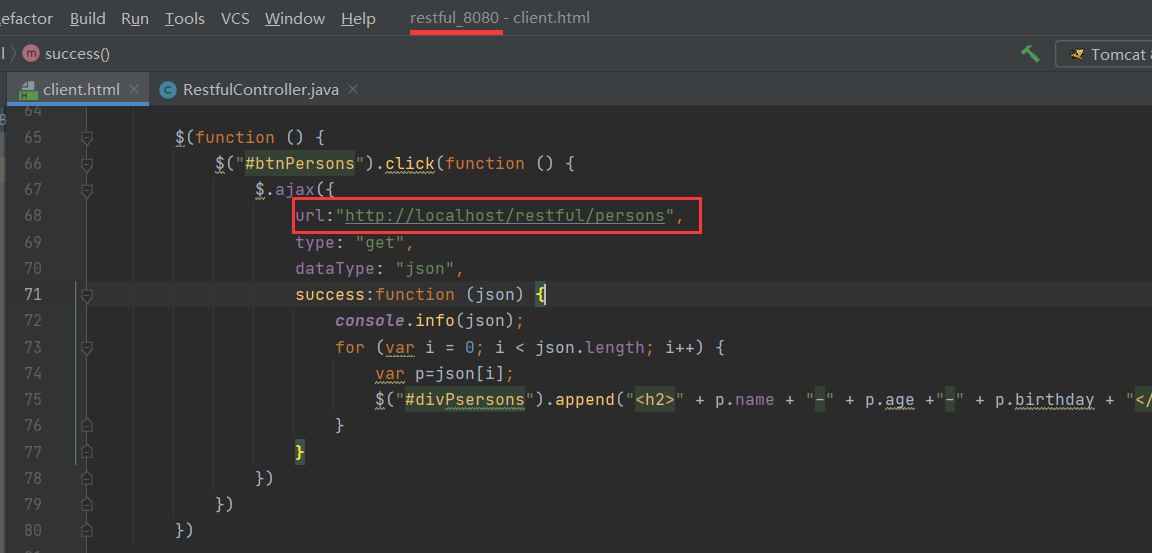 efactor Build Run Tools VCS Window Help restful_8080 - client.html
success() Tomcat
client.html RestfulController.java
64
65 $(function () {
66 $("#btnPersons").click(function () {
67 $.ajax({
68 url:"http://localhost/restful/persons",
69 type: "get",
70 dataType: "json",
71 success:function (json) {
72 console.info(json);
73 for (var i = 0; i < json.length; i++) {
74 var p=json[i];
75 $("#divPsersons").append("<h2>" + p.name + "-" + p.age +"-" + p.birthday + "</
76 }
77 }
78 })
79 })
80 })